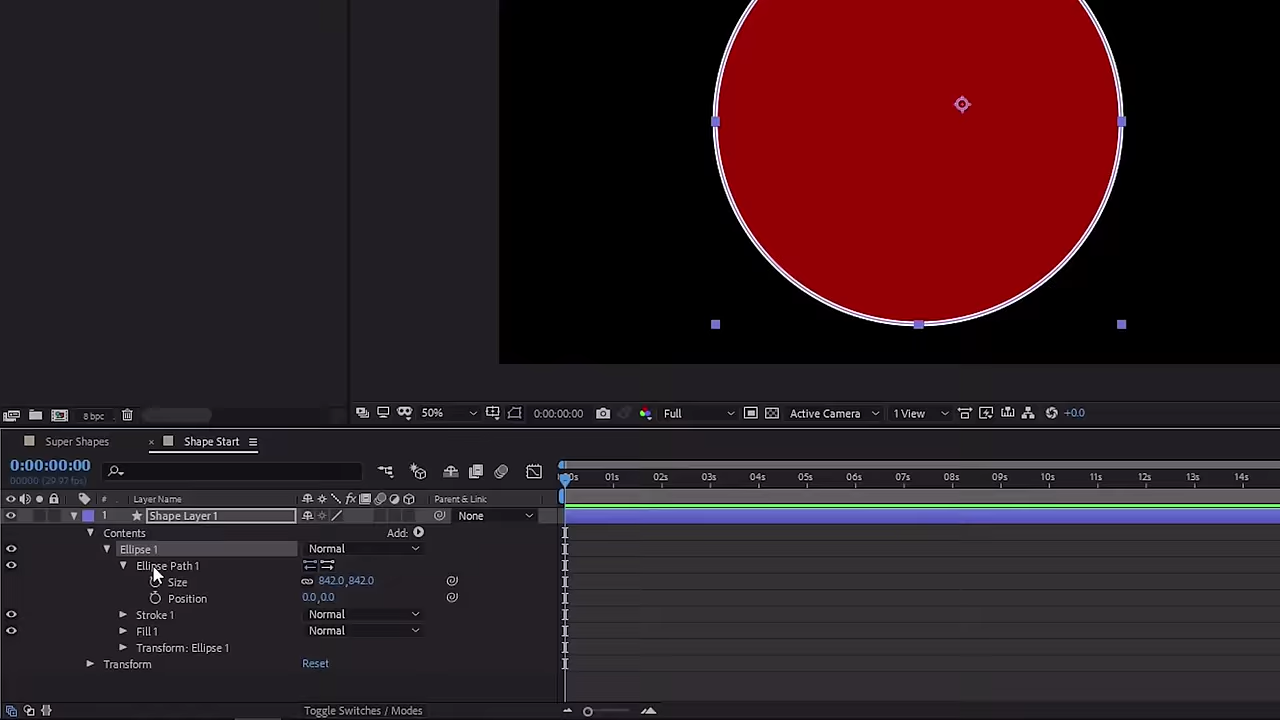 8 bpc 50% 0:00:00:00 Full Active Camera 1 View +0.0
Super Shapes × Shape Start
0:00:00:00
00000 (29.97 fps)
:00s 01s 02s 03s 04s 05s 06s 07s 08s 09s 10s 11s 12s 13s 14s
# Layer Name fx Parent & Link
1 Shape Layer 1 None
Contents Add:
Ellipse 1 Normal
Ellipse Path 1
Size 842.0,842.0
Position 0.0,0.0
Stroke 1 Normal
Fill 1 Normal
Transform: Ellipse 1
Transform Reset
Toggle Switches / Modes